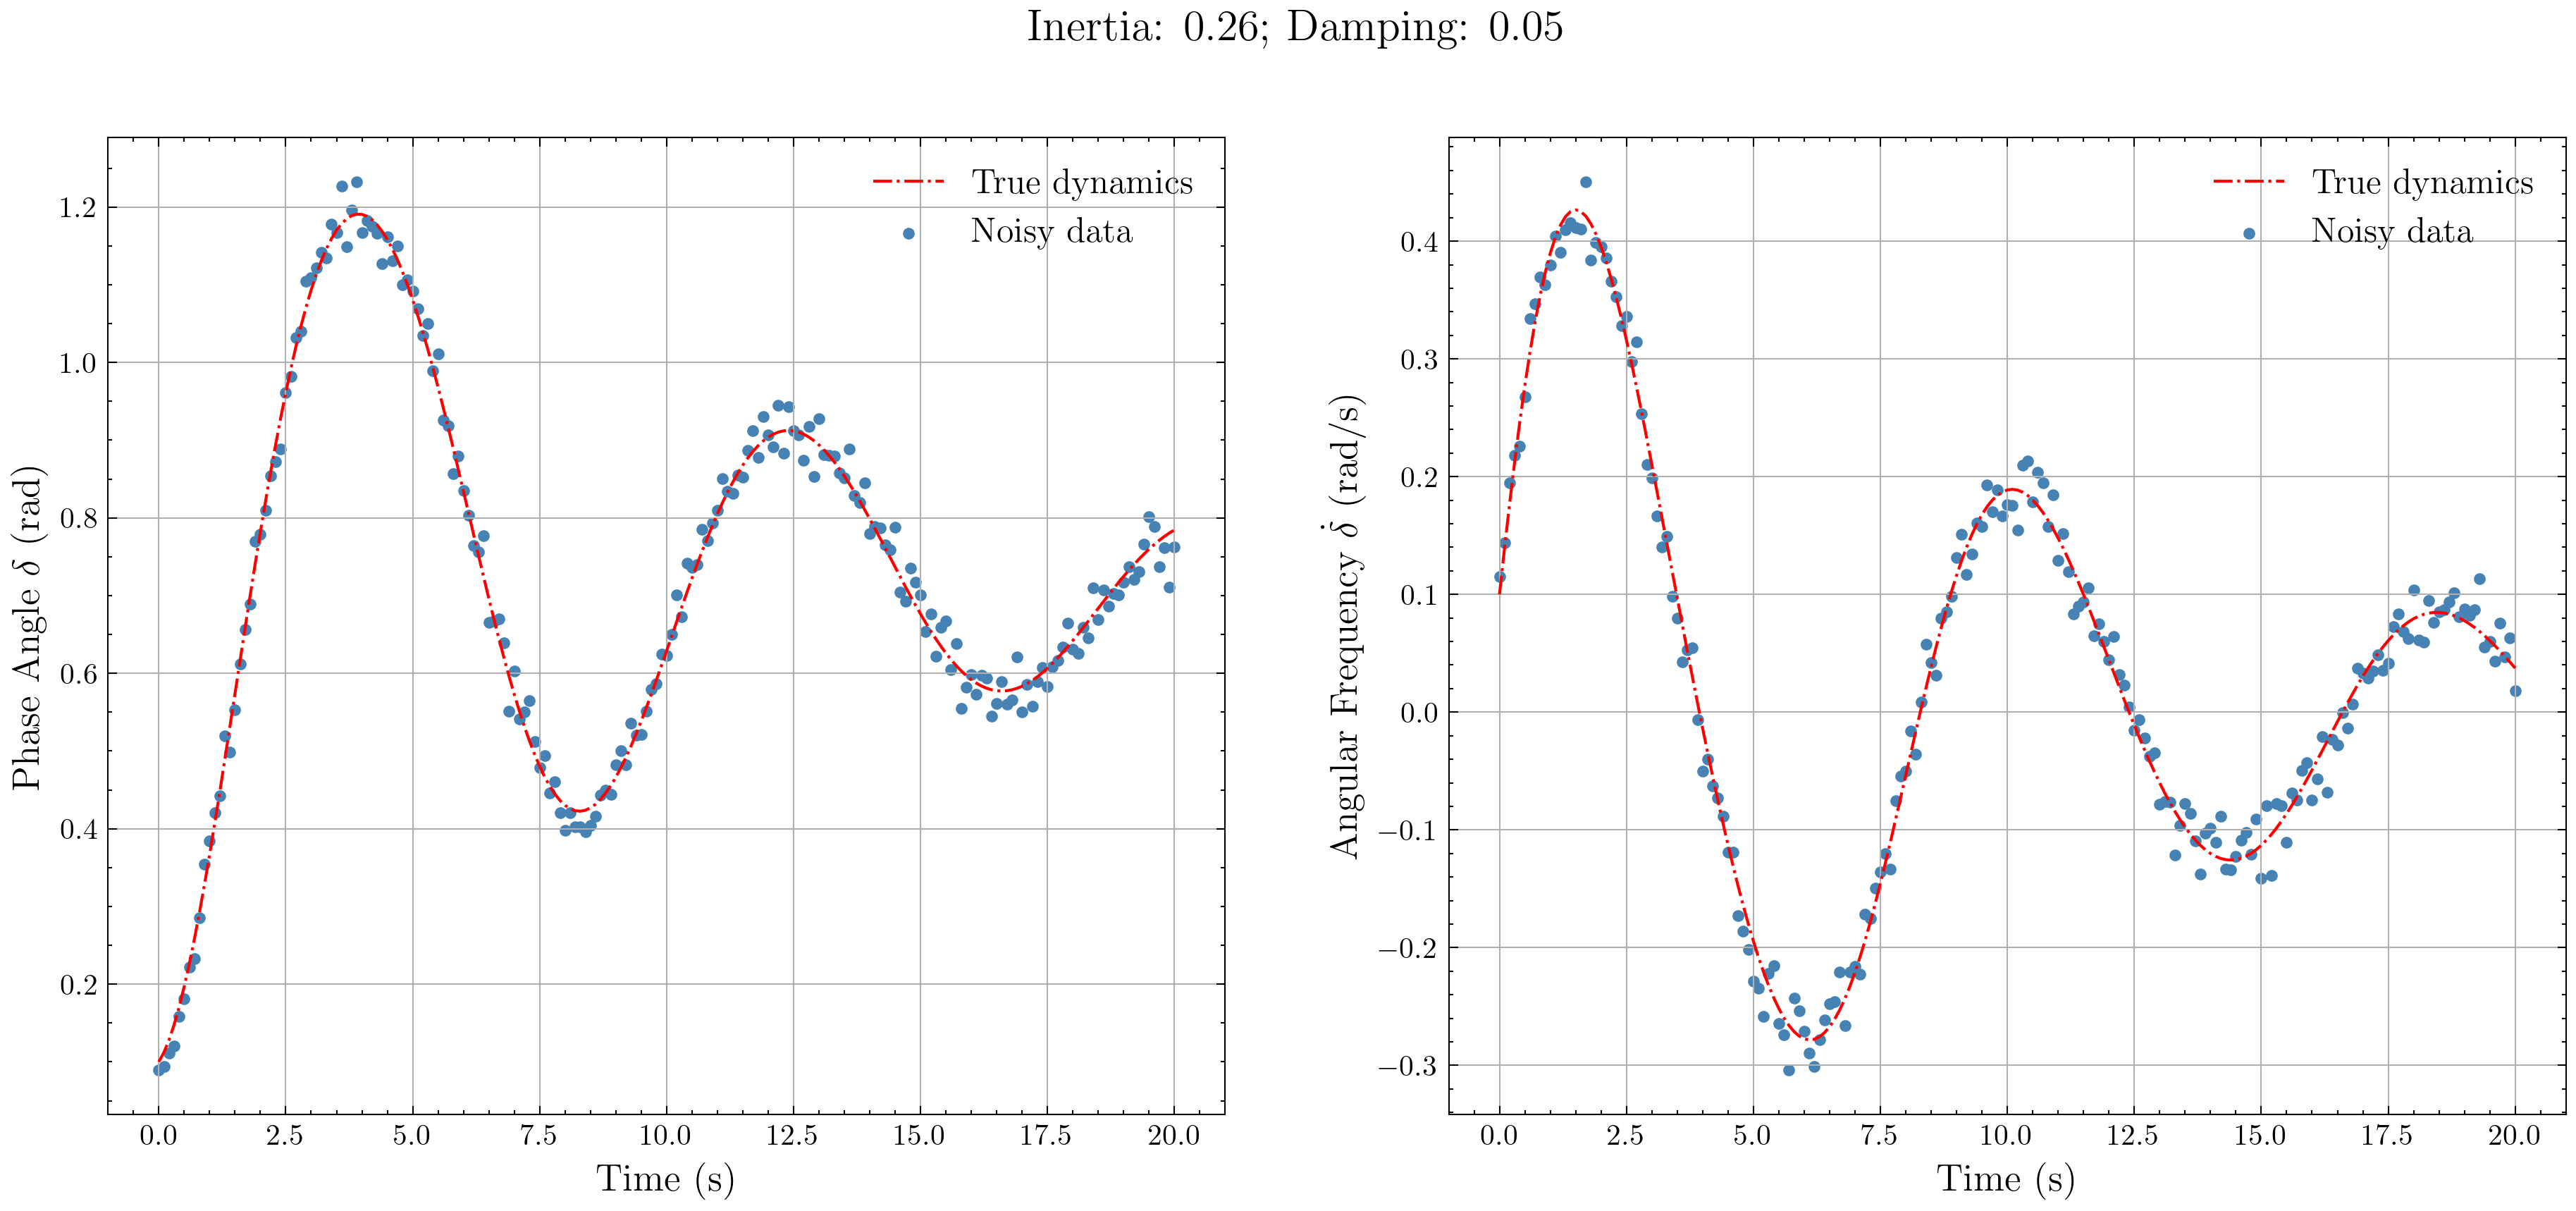 Inertia: 0.26; Damping: 0.05
Phase Angle δ (rad)
1.2
1.0
0.8
0.6
0.4
0.2
True dynamics
Noisy data
0.0 2.5 5.0 7.5 10.0 12.5 15.0 17.5 20.0
Time (s)
Angular Frequency δ̇ (rad/s)
0.4
0.3
0.2
0.1
0.0
−0.1
−0.2
−0.3
True dynamics
Noisy data
0.0 2.5 5.0 7.5 10.0 12.5 15.0 17.5 20.0
Time (s)